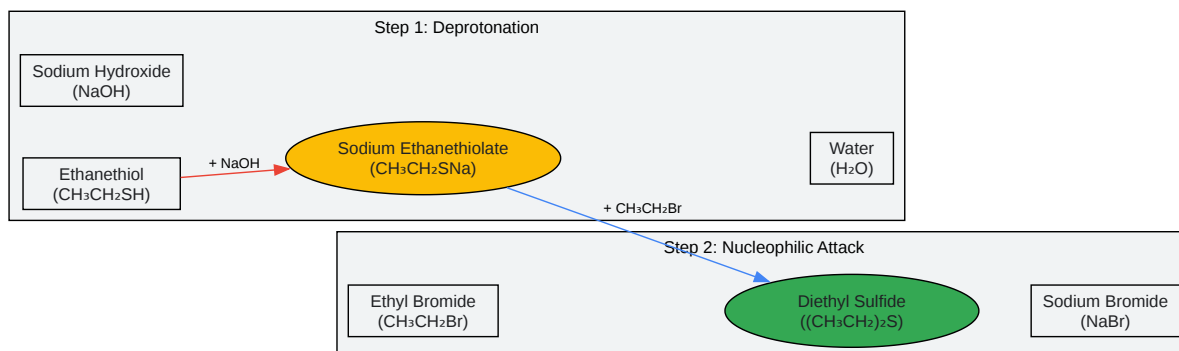 Step 1: Deprotonation
Sodium Hydroxide
(NaOH)
Ethanethiol
(CH₃CH₂SH)
+ NaOH
Sodium Ethanethiolate
(CH₃CH₂SNa)
Water
(H₂O)
+ CH₃CH₂Br
Step 2: Nucleophilic Attack
Ethyl Bromide
(CH₃CH₂Br)
Diethyl Sulfide
((CH₃CH₂)₂S)
Sodium Bromide
(NaBr)